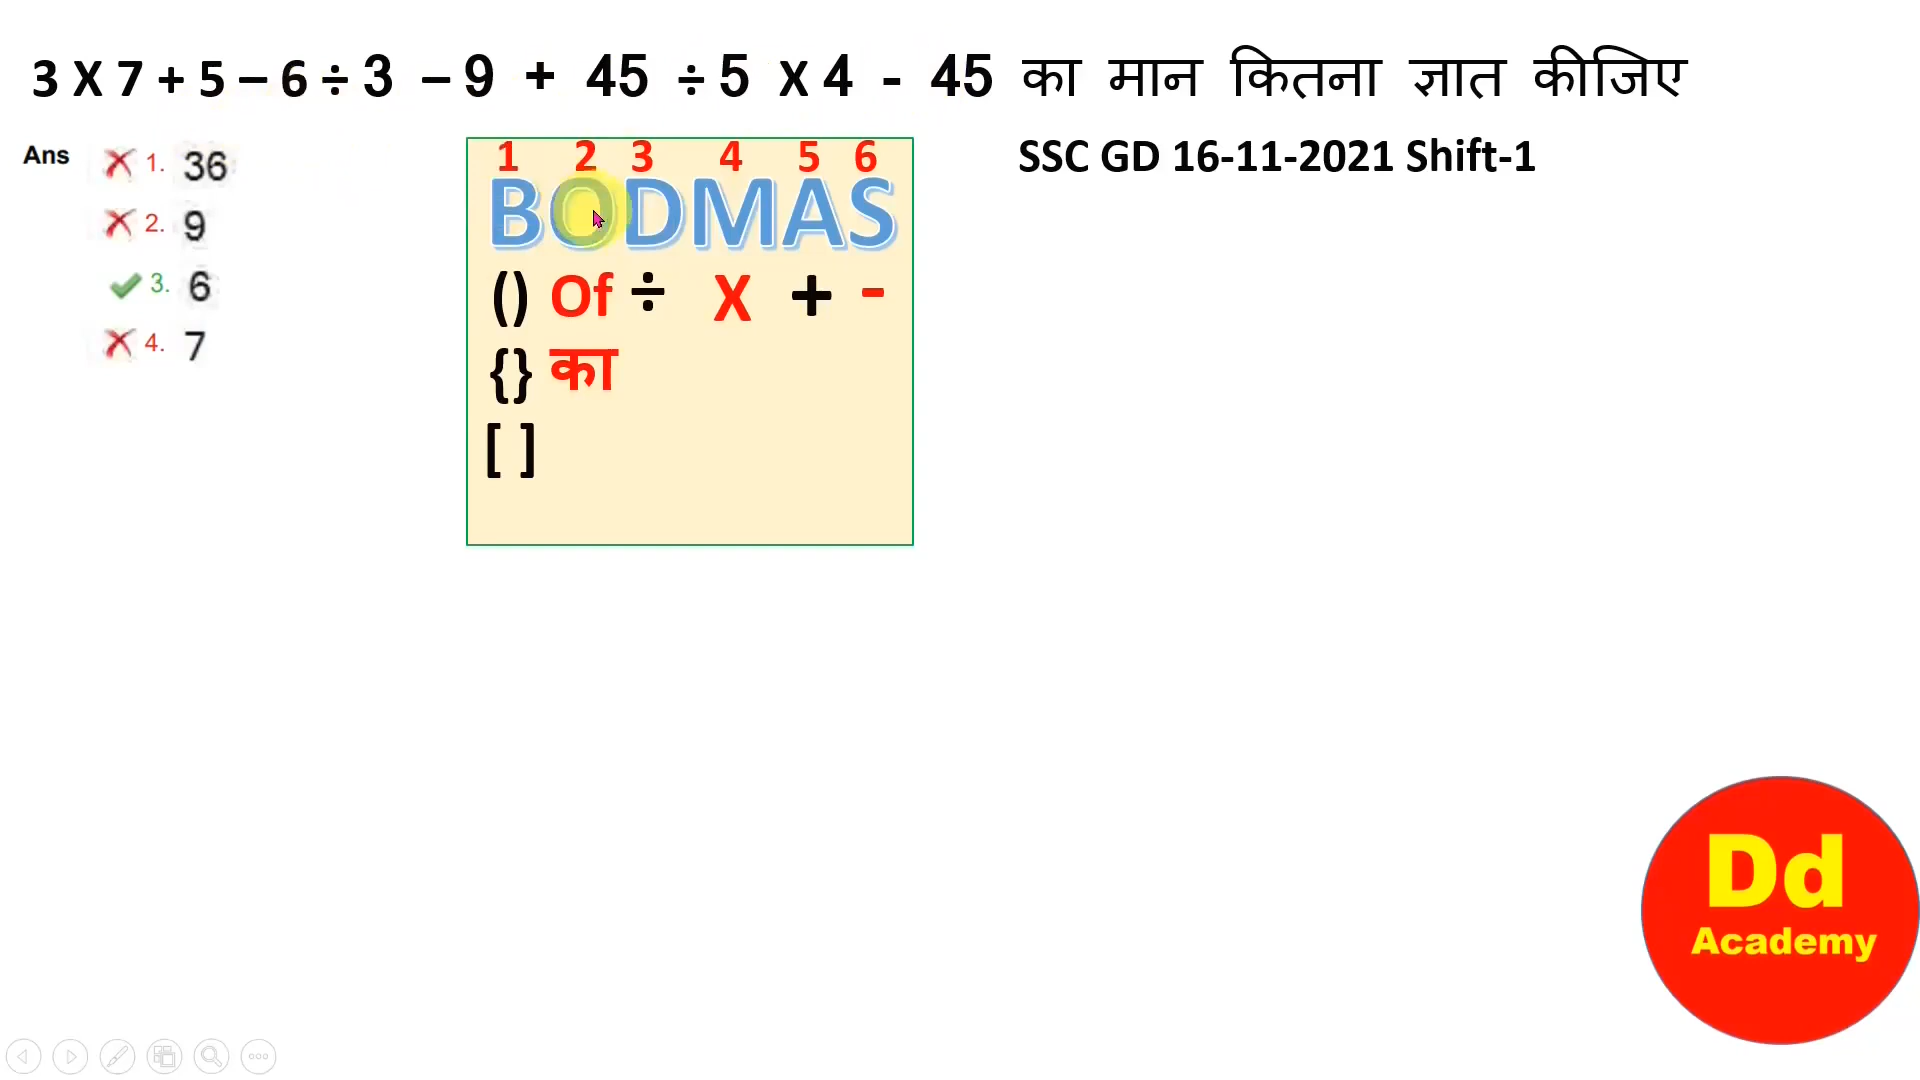 3 X 7 + 5 – 6 ÷ 3 – 9 + 45 ÷ 5 X 4 - 45 का मान कितना ज्ञात कीजिए
SSC GD 16-11-2021 Shift-1
Ans
1. 36
2. 9
3. 6
4. 7
1 2 3 4 5 6
BODMAS
() Of ÷ X + -
{} का
[ ]
Dd
Academy